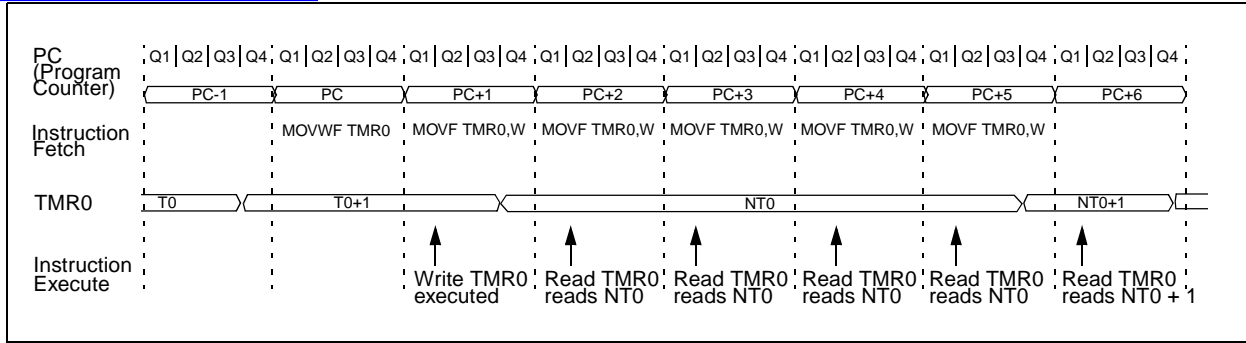 PC
(Program
Counter)
Q1 Q2 Q3 Q4 Q1 Q2 Q3 Q4 Q1 Q2 Q3 Q4 Q1 Q2 Q3 Q4 Q1 Q2 Q3 Q4 Q1 Q2 Q3 Q4 Q1 Q2 Q3 Q4 Q1 Q2 Q3 Q4
PC-1 PC PC+1 PC+2 PC+3 PC+4 PC+5 PC+6
Instruction
Fetch
MOVWF TMR0 MOVF TMR0,W MOVF TMR0,W MOVF TMR0,W MOVF TMR0,W MOVF TMR0,W
TMR0
T0 T0+1 NT0 NT0+1
Instruction
Execute
Write TMR0
executed
Read TMR0
reads NT0
Read TMR0
reads NT0
Read TMR0
reads NT0
Read TMR0
reads NT0
Read TMR0
reads NT0 + 1